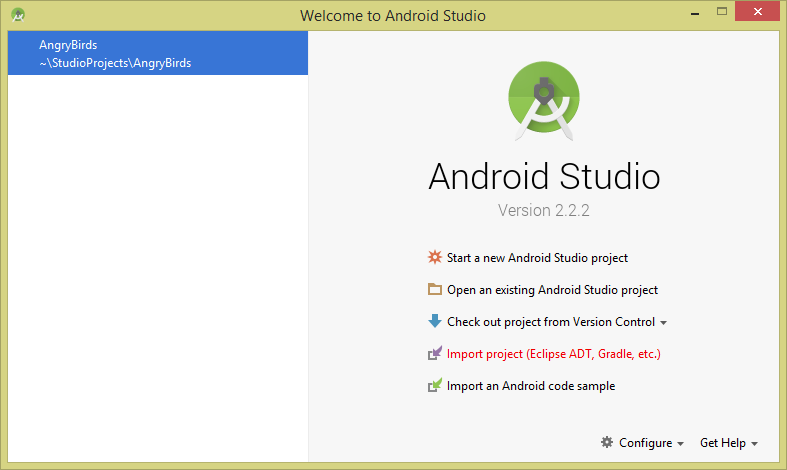 Welcome to Android Studio
AngryBirds
~\StudioProjects\AngryBirds
Android Studio
Version 2.2.2
Start a new Android Studio project
Open an existing Android Studio project
Check out project from Version Control
Import project (Eclipse ADT, Gradle, etc.)
Import an Android code sample
Configure Get Help